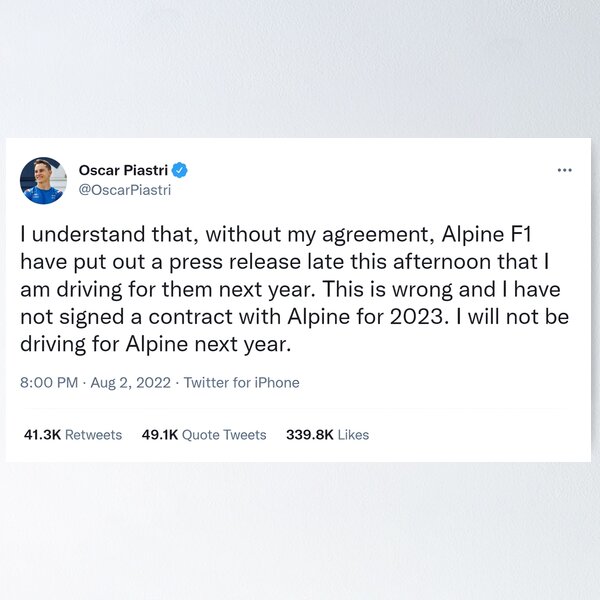 Oscar Piastri
@OscarPiastri
I understand that, without my agreement, Alpine F1
have put out a press release late this afternoon that I
am driving for them next year. This is wrong and I have
not signed a contract with Alpine for 2023. I will not be
driving for Alpine next year.
8:00 PM · Aug 2, 2022 · Twitter for iPhone
41.3K Retweets 49.1K Quote Tweets 339.8K Likes